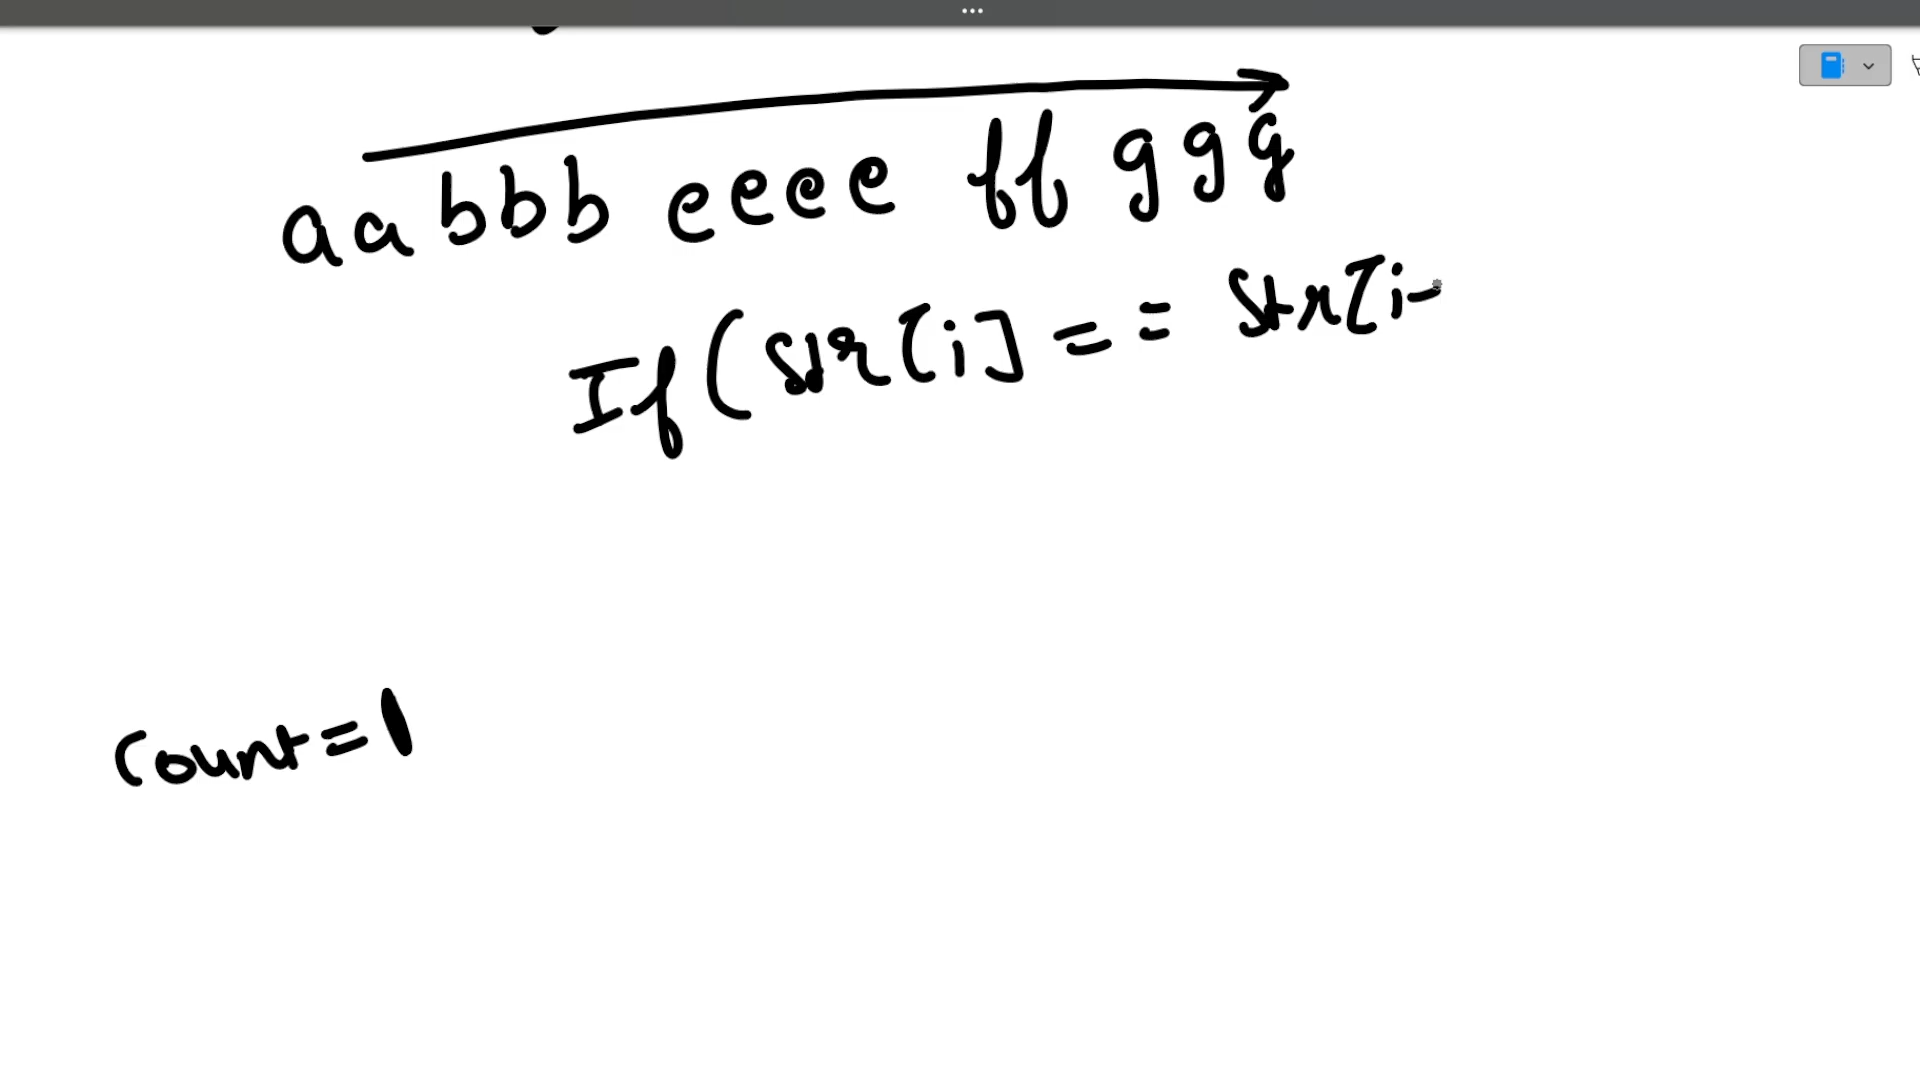 aabbb eeee ff ggg
If(str[i] == str[i-
Count=1